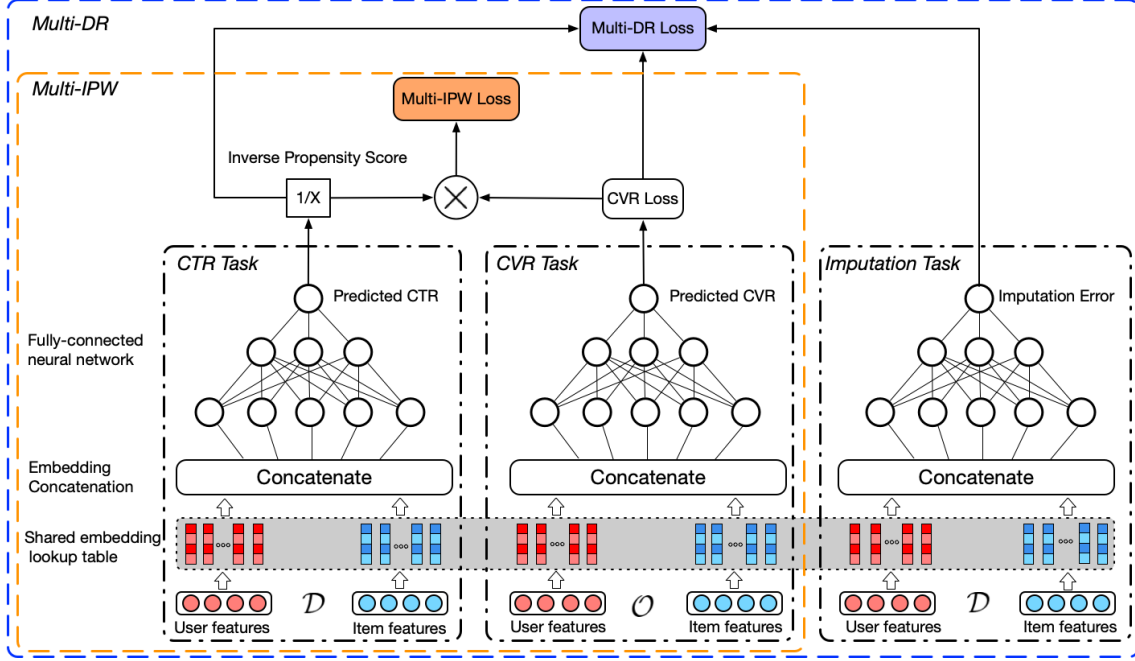 Multi-DR
Multi-DR Loss
Multi-IPW
Multi-IPW Loss
Inverse Propensity Score
1/X
CVR Loss
CTR Task
CVR Task
Imputation Task
Predicted CTR
Predicted CVR
Imputation Error
Fully-connected
neural network
Embedding
Concatenation
Concatenate
Concatenate
Concatenate
Shared embedding
lookup table
User features
𝒟
Item features
User features
𝒪
Item features
User features
𝒟
Item features